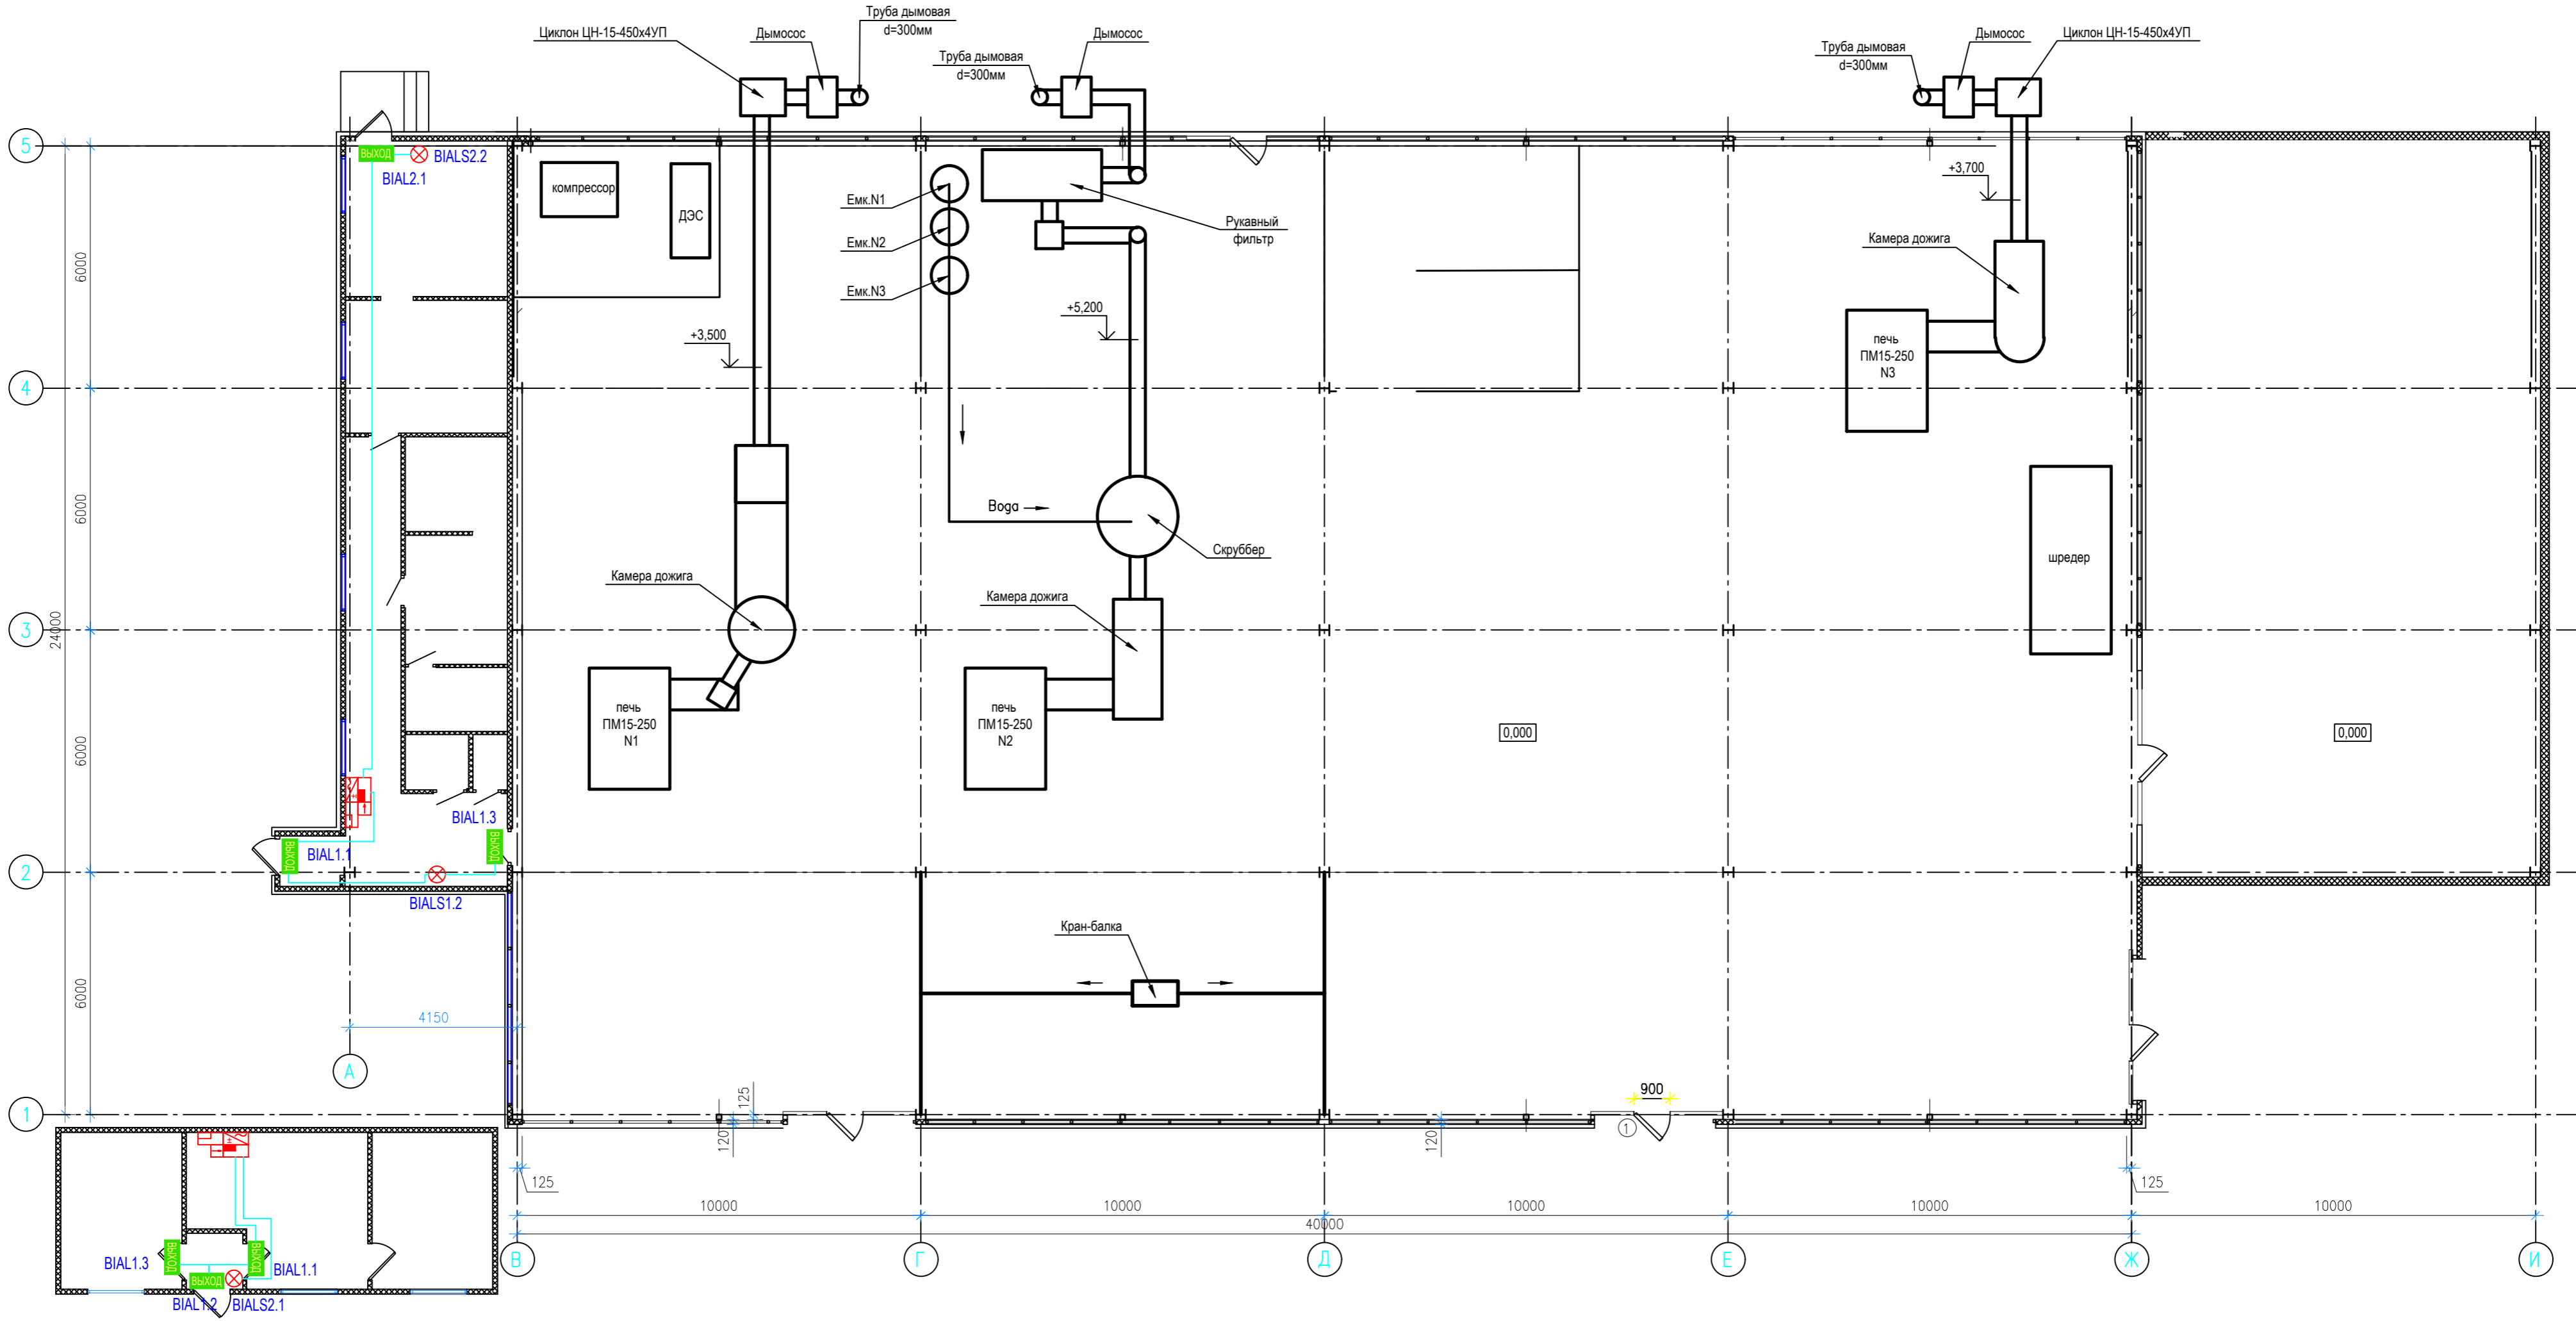 Труба дымовая
d=300мм
Циклон ЦН-15-450х4УП
Дымосос
Труба дымовая
d=300мм
Дымосос
Труба дымовая
d=300мм
Дымосос
Циклон ЦН-15-450х4УП
5
ВЫХОД
BIALS2.2
BIAL2.1
компрессор
ДЭС
Емк.N1
Емк.N2
Емк.N3
Рукавный
фильтр
+3,700
Камера дожига
6000
+3,500
+5,200
печь
ПМ15-250
N3
4
6000
Вода
Скруббер
шредер
Камера дожига
Камера дожига
3
24000
печь
ПМ15-250
N1
печь
ПМ15-250
N2
0,000
0,000
6000
BIAL1.3
ВЫХОД
ВЫХОД
BIAL1.1
2
BIALS1.2
Кран-балка
6000
4150
А
1
125
120
120
900
1
125
125
10000
10000
10000
10000
10000
40000
ВЫХОД
ВЫХОД
ВЫХОД
BIAL1.3
BIAL1.1
BIAL1.2
BIALS2.1
В
Г
Д
Е
Ж
И